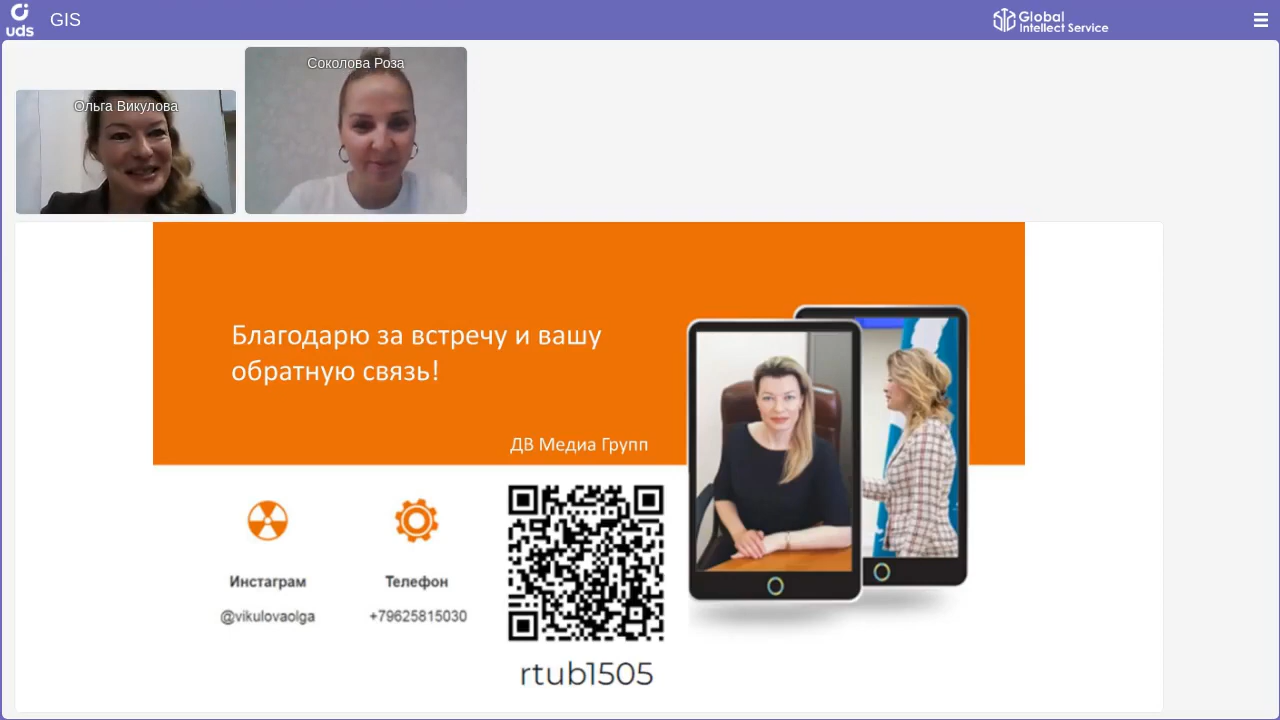 uds
GIS
Global
Intellect Service
Ольга Викулова
Соколова Роза
Благодарю за встречу и вашу
обратную связь!
ДВ Медиа Групп
Инстаграм
Телефон
@vikulovaolga
+79625815030
rtub1505